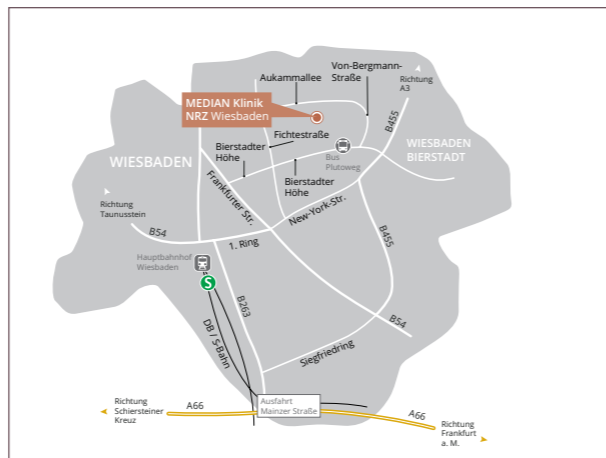 Von-Bergmann-
Straße
Aukammallee
Richtung
A3
MEDIAN Klinik
NRZ Wiesbaden
B455
Fichtestraße
WIESBADEN
BIERSTADT
Bierstadter
Höhe
Bus
Plutoweg
WIESBADEN
Bierstadter
Höhe
Frankfurter Str.
New-York-Str.
Richtung
Taunusstein
B54
1. Ring
B455
Hauptbahnhof
Wiesbaden
S
B263
DB / S-Bahn
B54
Siegfriedring
Richtung
Schiersteiner
Kreuz
A66
Ausfahrt
Mainzer Straße
A66
Richtung
Frankfurt
a. M.